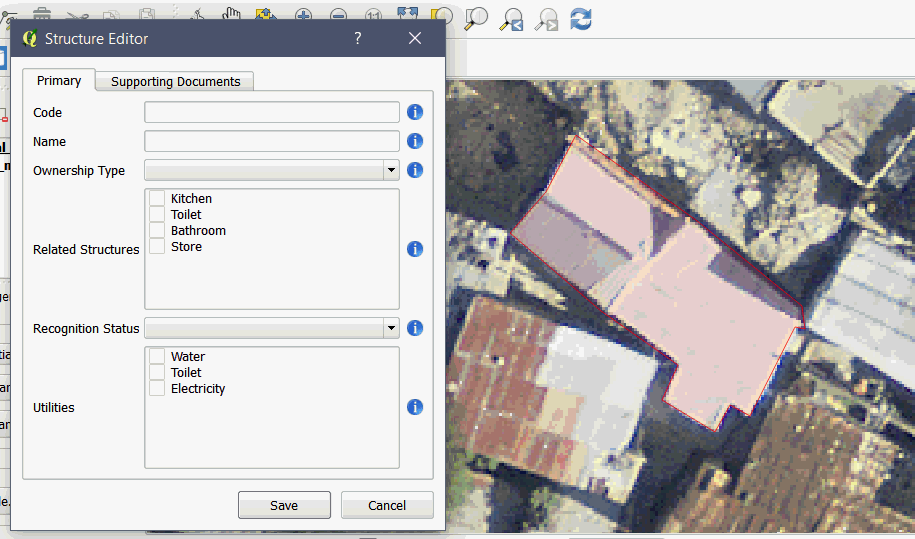 Structure Editor
Primary
Supporting Documents
Code
Name
Ownership Type
Related Structures
Kitchen
Toilet
Bathroom
Store
Recognition Status
Utilities
Water
Toilet
Electricity
Save
Cancel